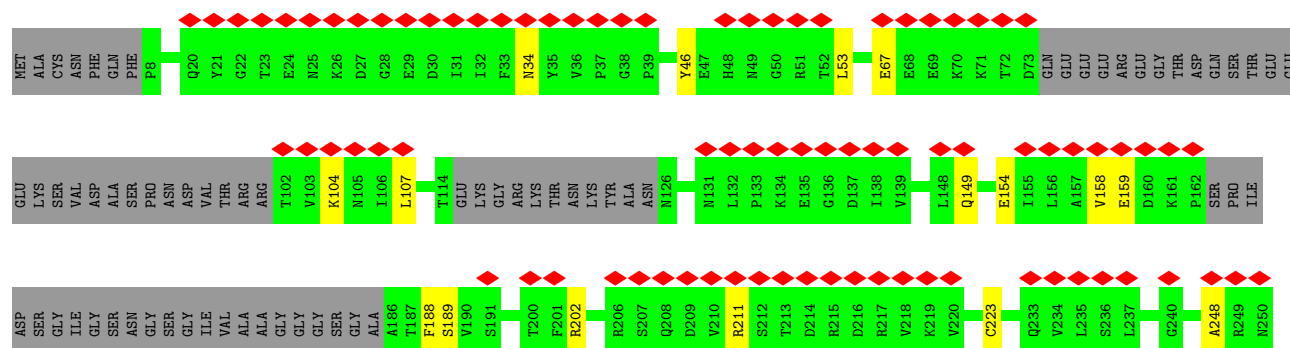 MET ALA CYS ASN PHE GLN PHE P8 Q20 Y21 G22 T23 E24 N25 K26 D27 G28 E29 D30 I31 I32 F33 N34 Y35 V36 P37 G38 P39 Y46 E47 H48 N49 G50 R51 T52 L53 E67 E68 E69 K70 K71 T72 D73 GLN GLU GLU GLU ARG GLU GLY THR ASP GLN SER THR GLU GLU
GLU LYS SER VAL ASP ALA SER PRO ASN ASP VAL THR ARG ARG T102 V103 K104 N105 I106 L107 T114 GLU LYS GLY ARG LYS THR ASN LYS TYR ALA ASN N126 N131 L132 P133 K134 E135 G136 D137 I138 V139 L148 Q149 E154 I155 L156 A157 V158 E159 D160 K161 P162 SER PRO ILE
ASP SER GLY ILE GLY SER ASN GLY SER GLY ILE VAL ALA ALA GLY GLY GLY SER GLY ALA A186 T187 F188 S189 V190 S191 T200 F201 R202 R206 S207 Q208 D209 V210 R211 S212 T213 D214 R215 D216 R217 V218 K219 V220 C223 Q233 V234 L235 S236 L237 G240 A248 R249 N250